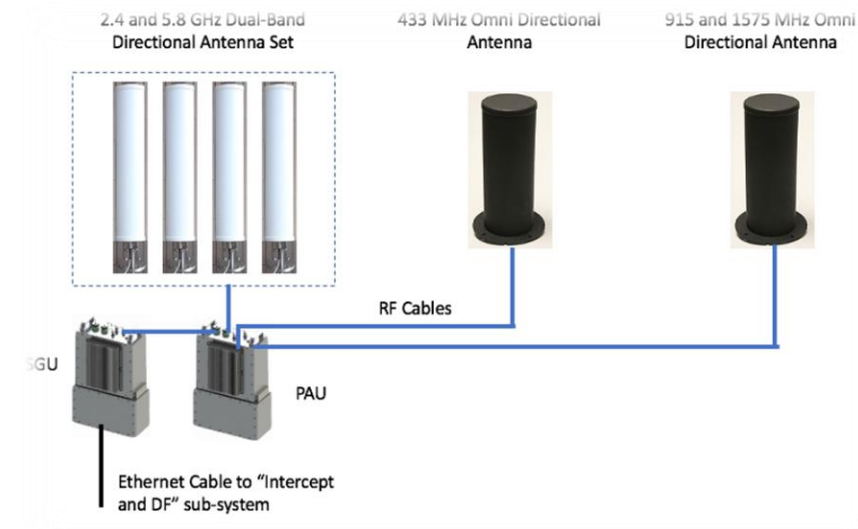 2.4 and 5.8 GHz Dual-Band
Directional Antenna Set
433 MHz Omni Directional
Antenna
915 and 1575 MHz Omni
Directional Antenna
RF Cables
SGU
PAU
Ethernet Cable to “Intercept
and DF” sub-system